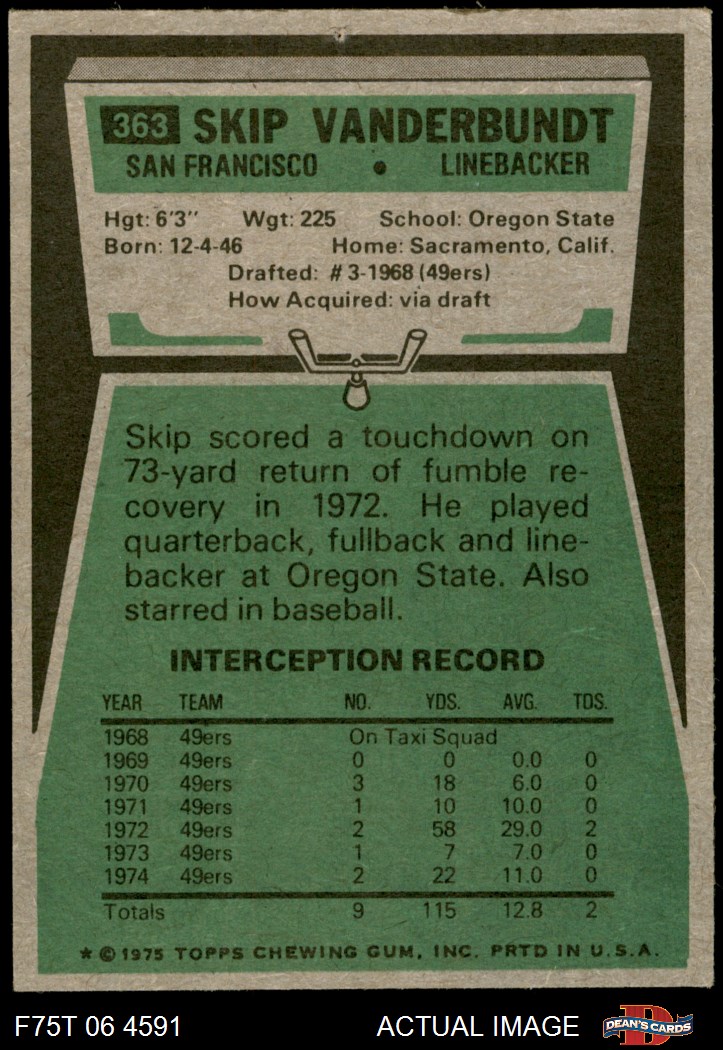 363 SKIP VANDERBUNDT
SAN FRANCISCO • LINEBACKER
Hgt: 6'3" Wgt: 225 School: Oregon State
Born: 12-4-46 Home: Sacramento, Calif.
Drafted: # 3-1968 (49ers)
How Acquired: via draft
Skip scored a touchdown on
73-yard return of fumble re-
covery in 1972. He played
quarterback, fullback and line-
backer at Oregon State. Also
starred in baseball.
INTERCEPTION RECORD
YEAR TEAM NO. YDS. AVG. TDS.
1968 49ers On Taxi Squad
1969 49ers 0 0 0.0 0
1970 49ers 3 18 6.0 0
1971 49ers 1 10 10.0 0
1972 49ers 2 58 29.0 2
1973 49ers 1 7 7.0 0
1974 49ers 2 22 11.0 0
Totals 9 115 12.8 2
* © 1975 TOPPS CHEWING GUM, INC. PRTD IN U.S.A.
F75T 06 4591 ACTUAL IMAGE D DEAN'S CARDS